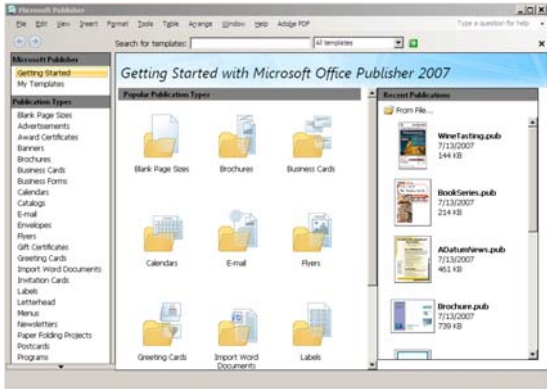 Microsoft Publisher
File Edit View Insert Format Tools Table Arrange Window Help Adobe PDF
Type a question for help
Search for templates:
All templates
Microsoft Publisher
Getting Started
My Templates
Publication Types
Blank Page Sizes
Advertisements
Award Certificates
Banners
Brochures
Business Cards
Business Forms
Calendars
Catalogs
E-mail
Envelopes
Flyers
Gift Certificates
Greeting Cards
Import Word Documents
Invitation Cards
Labels
Letterhead
Menus
Newsletters
Paper Folding Projects
Postcards
Programs
Getting Started with Microsoft Office Publisher 2007
Popular Publication Types
Blank Page Sizes
Brochures
Business Cards
Calendars
E-mail
Flyers
Greeting Cards
Import Word
Documents
Labels
Recent Publications
From File...
WineTasting.pub
7/13/2007
144 KB
BookSeries.pub
7/13/2007
214 KB
ADatumNews.pub
7/13/2007
461 KB
Brochure.pub
7/13/2007
739 KB